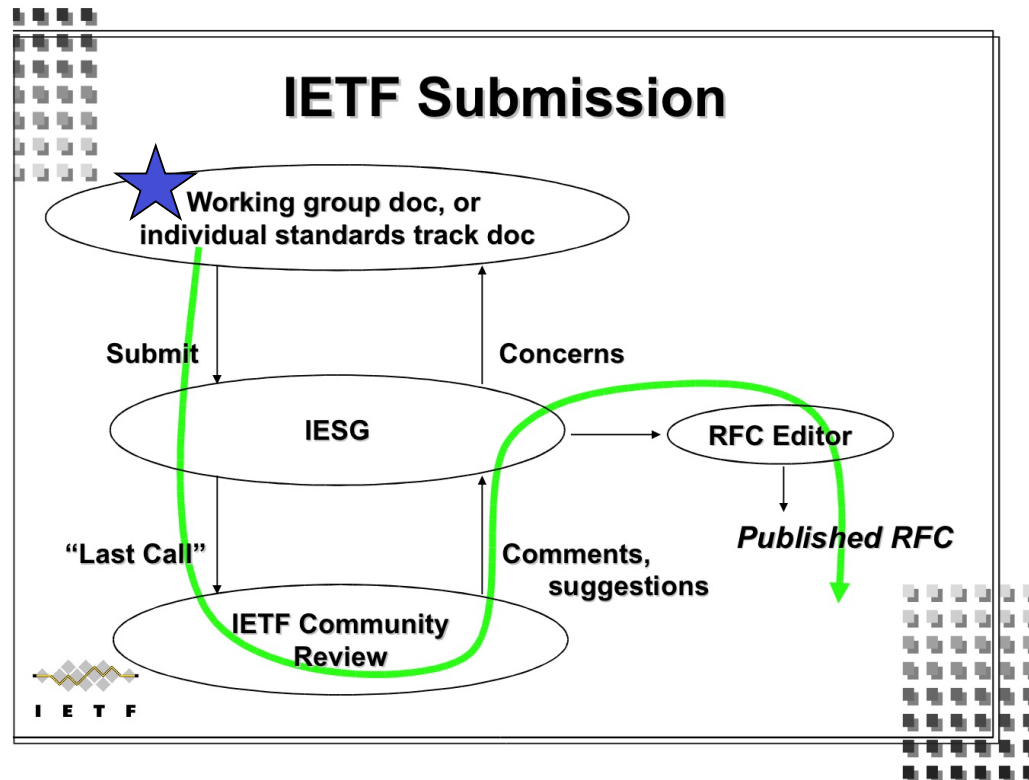 IETF Submission
Working group doc, or
individual standards track doc
Submit
Concerns
IESG
RFC Editor
“Last Call”
Comments,
suggestions
Published RFC
IETF Community
Review
I E T F